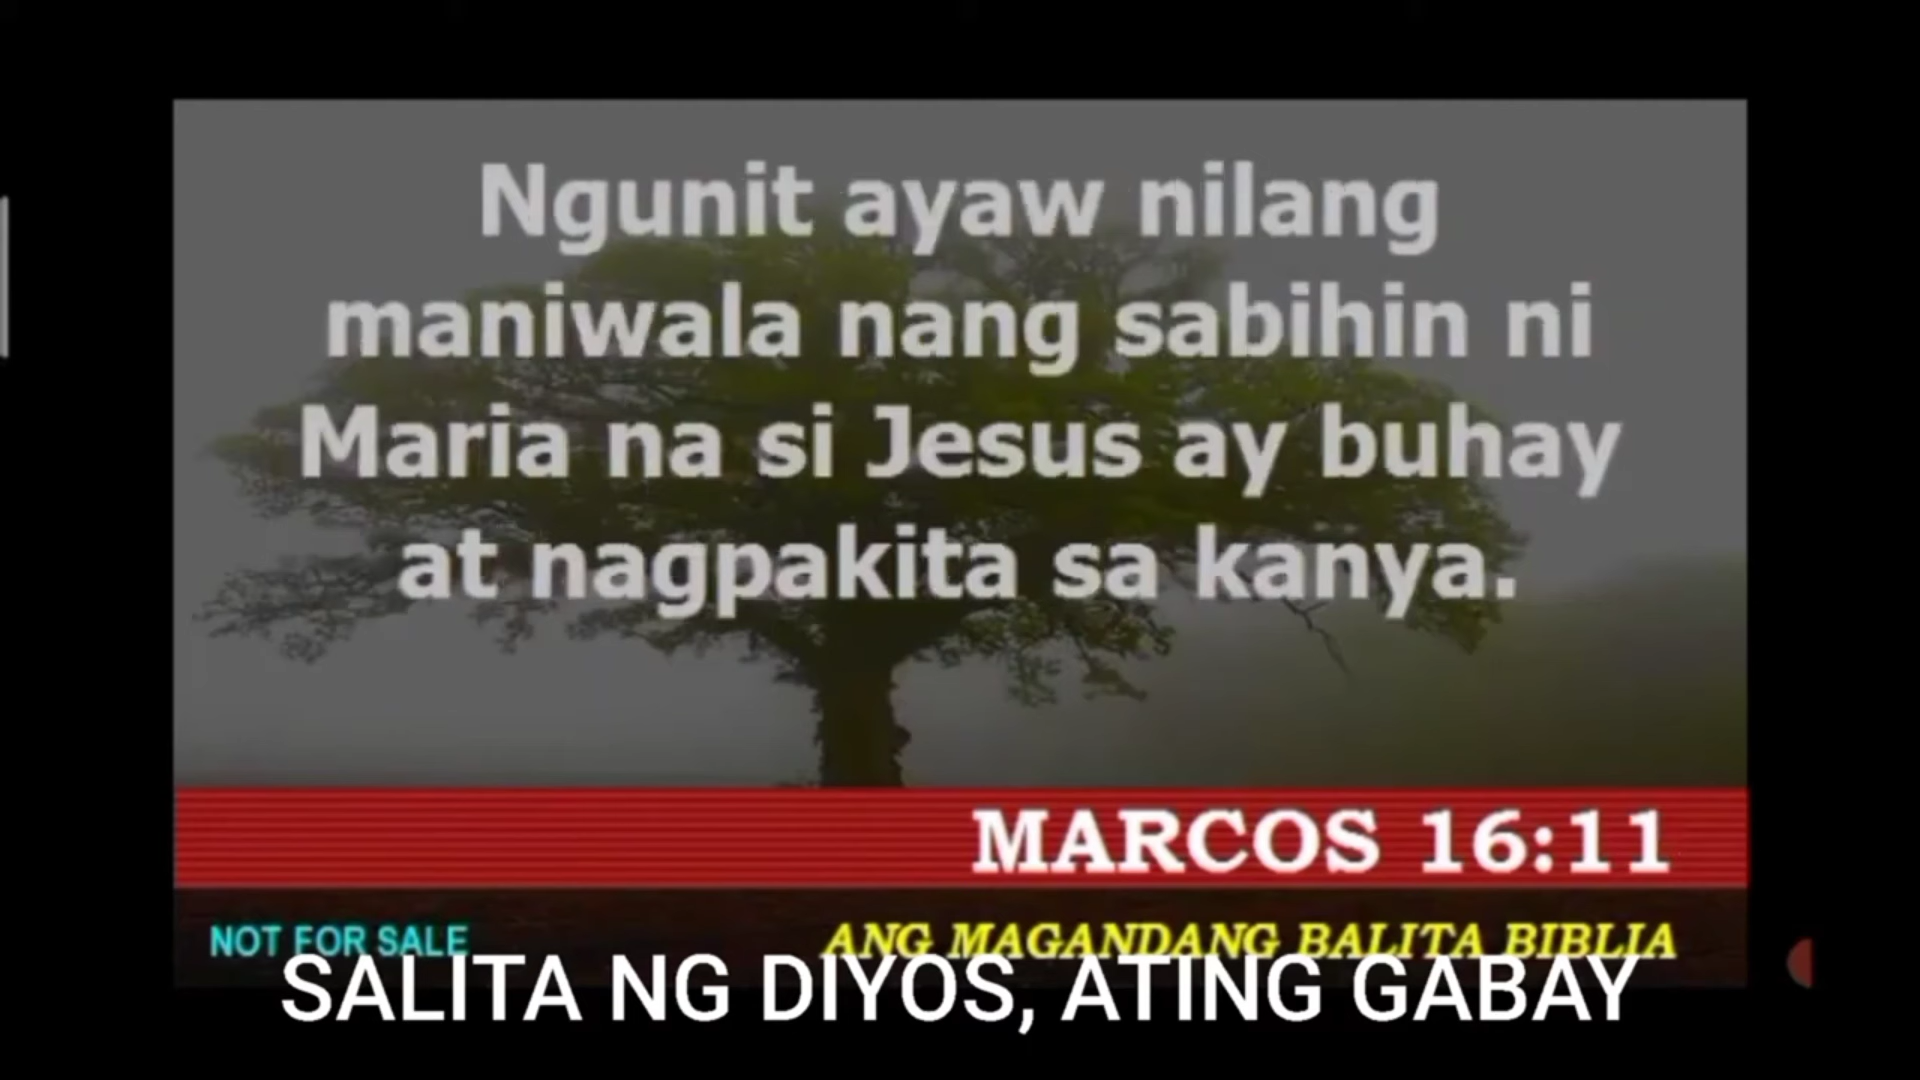 Ngunit ayaw nilang
maniwala nang sabihin ni
Maria na si Jesus ay buhay
at nagpakita sa kanya.
MARCOS 16:11
NOT FOR SALE
ANG MAGANDANG BALITA BIBLIA
SALITA NG DIYOS, ATING GABAY